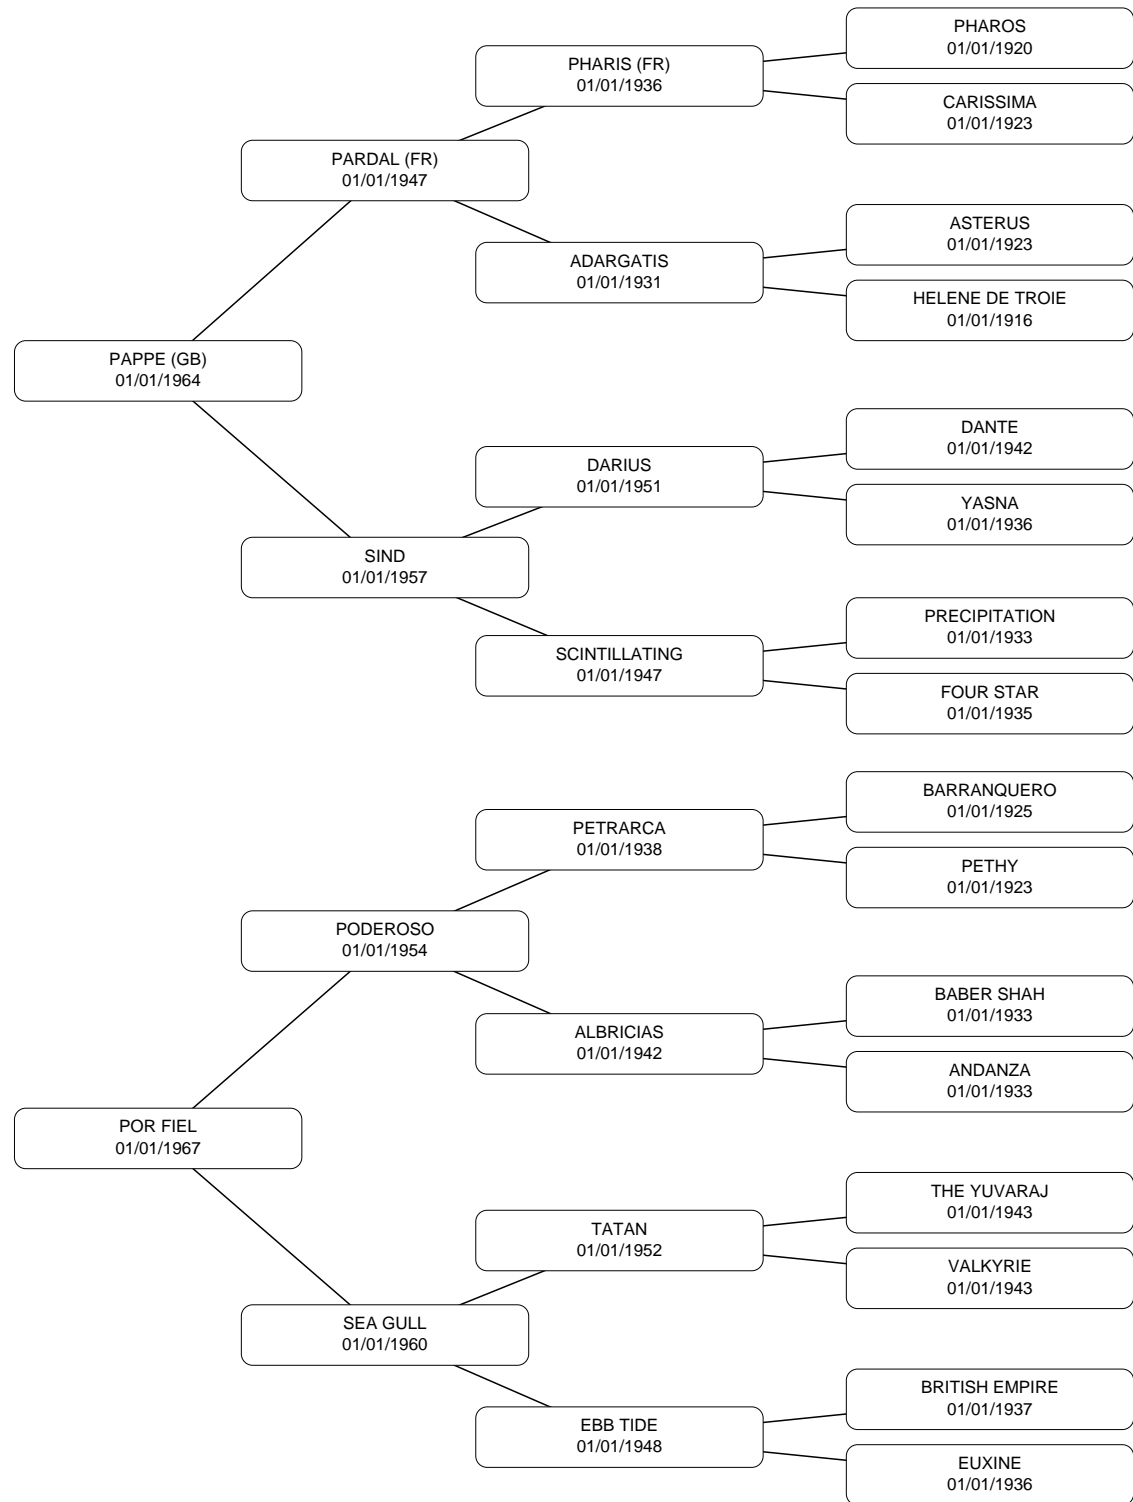 PHAROS
01/01/1920
PHARIS (FR)
01/01/1936
CARISSIMA
01/01/1923
PARDAL (FR)
01/01/1947
ASTERUS
01/01/1923
ADARGATIS
01/01/1931
HELENE DE TROIE
01/01/1916
PAPPE (GB)
01/01/1964
DANTE
01/01/1942
DARIUS
01/01/1951
YASNA
01/01/1936
SIND
01/01/1957
PRECIPITATION
01/01/1933
SCINTILLATING
01/01/1947
FOUR STAR
01/01/1935
BARRANQUERO
01/01/1925
PETRARCA
01/01/1938
PETHY
01/01/1923
PODEROSO
01/01/1954
BABER SHAH
01/01/1933
ALBRICIAS
01/01/1942
ANDANZA
01/01/1933
POR FIEL
01/01/1967
THE YUVARAJ
01/01/1943
TATAN
01/01/1952
VALKYRIE
01/01/1943
SEA GULL
01/01/1960
BRITISH EMPIRE
01/01/1937
EBB TIDE
01/01/1948
EUXINE
01/01/1936